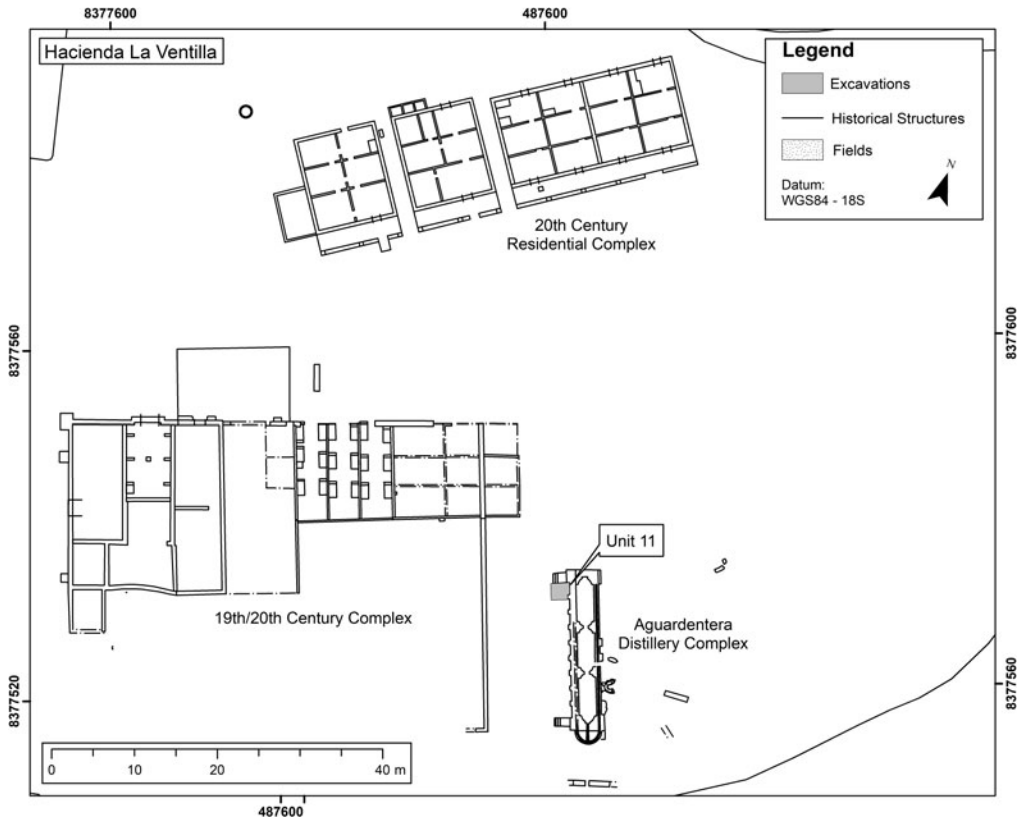 8377600
487600
Hacienda La Ventilla
Legend
Excavations
Historical Structures
Fields
Datum:
WGS84 - 18S
N
20th Century
Residential Complex
8377560
8377600
Unit 11
19th/20th Century Complex
Aguardentera
Distillery Complex
8377520
8377560
0 10 20 40 m
487600